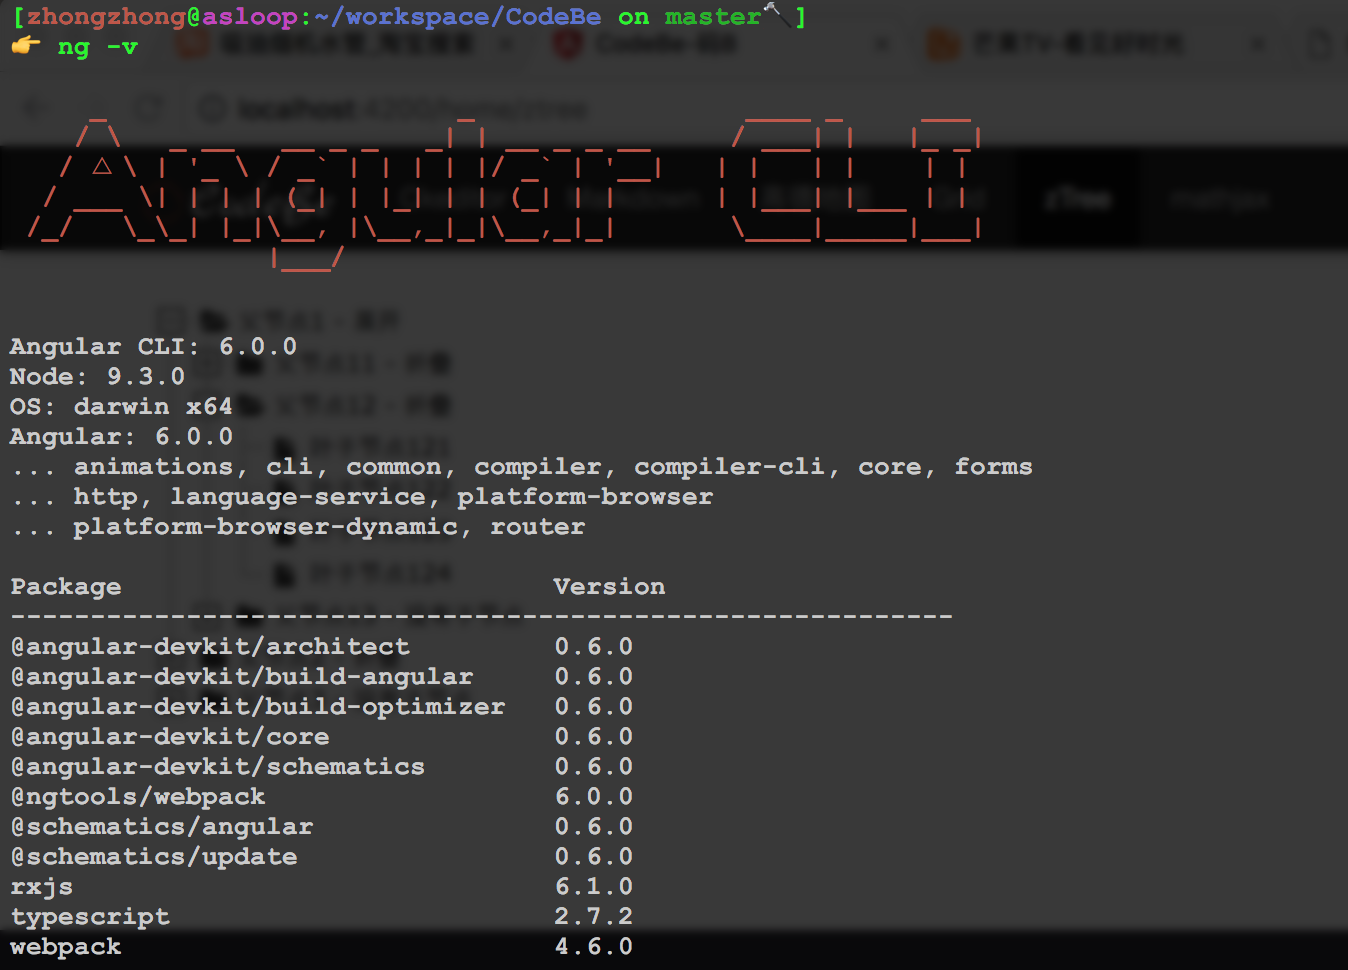 [zhongzhong@asloop:~/workspace/CodeBe on master🔨]
👉 ng -v
Angular CLI
Angular CLI: 6.0.0
Node: 9.3.0
OS: darwin x64
Angular: 6.0.0
... animations, cli, common, compiler, compiler-cli, core, forms
... http, language-service, platform-browser
... platform-browser-dynamic, router
Package Version
-----------------------------------------------------------
@angular-devkit/architect 0.6.0
@angular-devkit/build-angular 0.6.0
@angular-devkit/build-optimizer 0.6.0
@angular-devkit/core 0.6.0
@angular-devkit/schematics 0.6.0
@ngtools/webpack 6.0.0
@schematics/angular 0.6.0
@schematics/update 0.6.0
rxjs 6.1.0
typescript 2.7.2
webpack 4.6.0